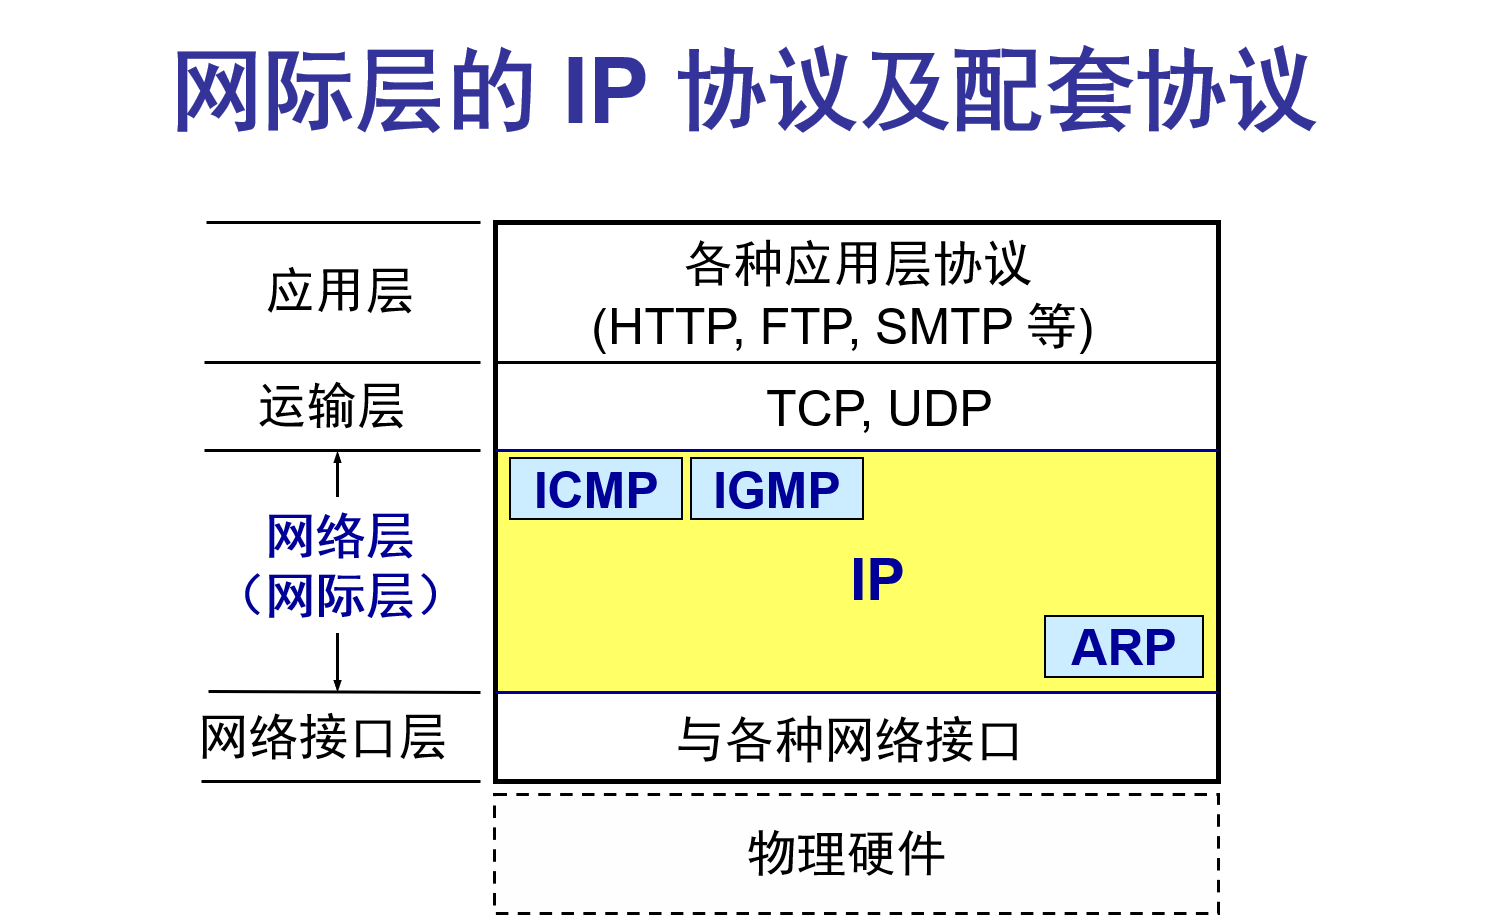 网际层的 IP 协议及配套协议
应用层
各种应用层协议
(HTTP, FTP, SMTP 等)
运输层
TCP, UDP
ICMP
IGMP
网络层
（网际层）
IP
ARP
网络接口层
与各种网络接口
物理硬件